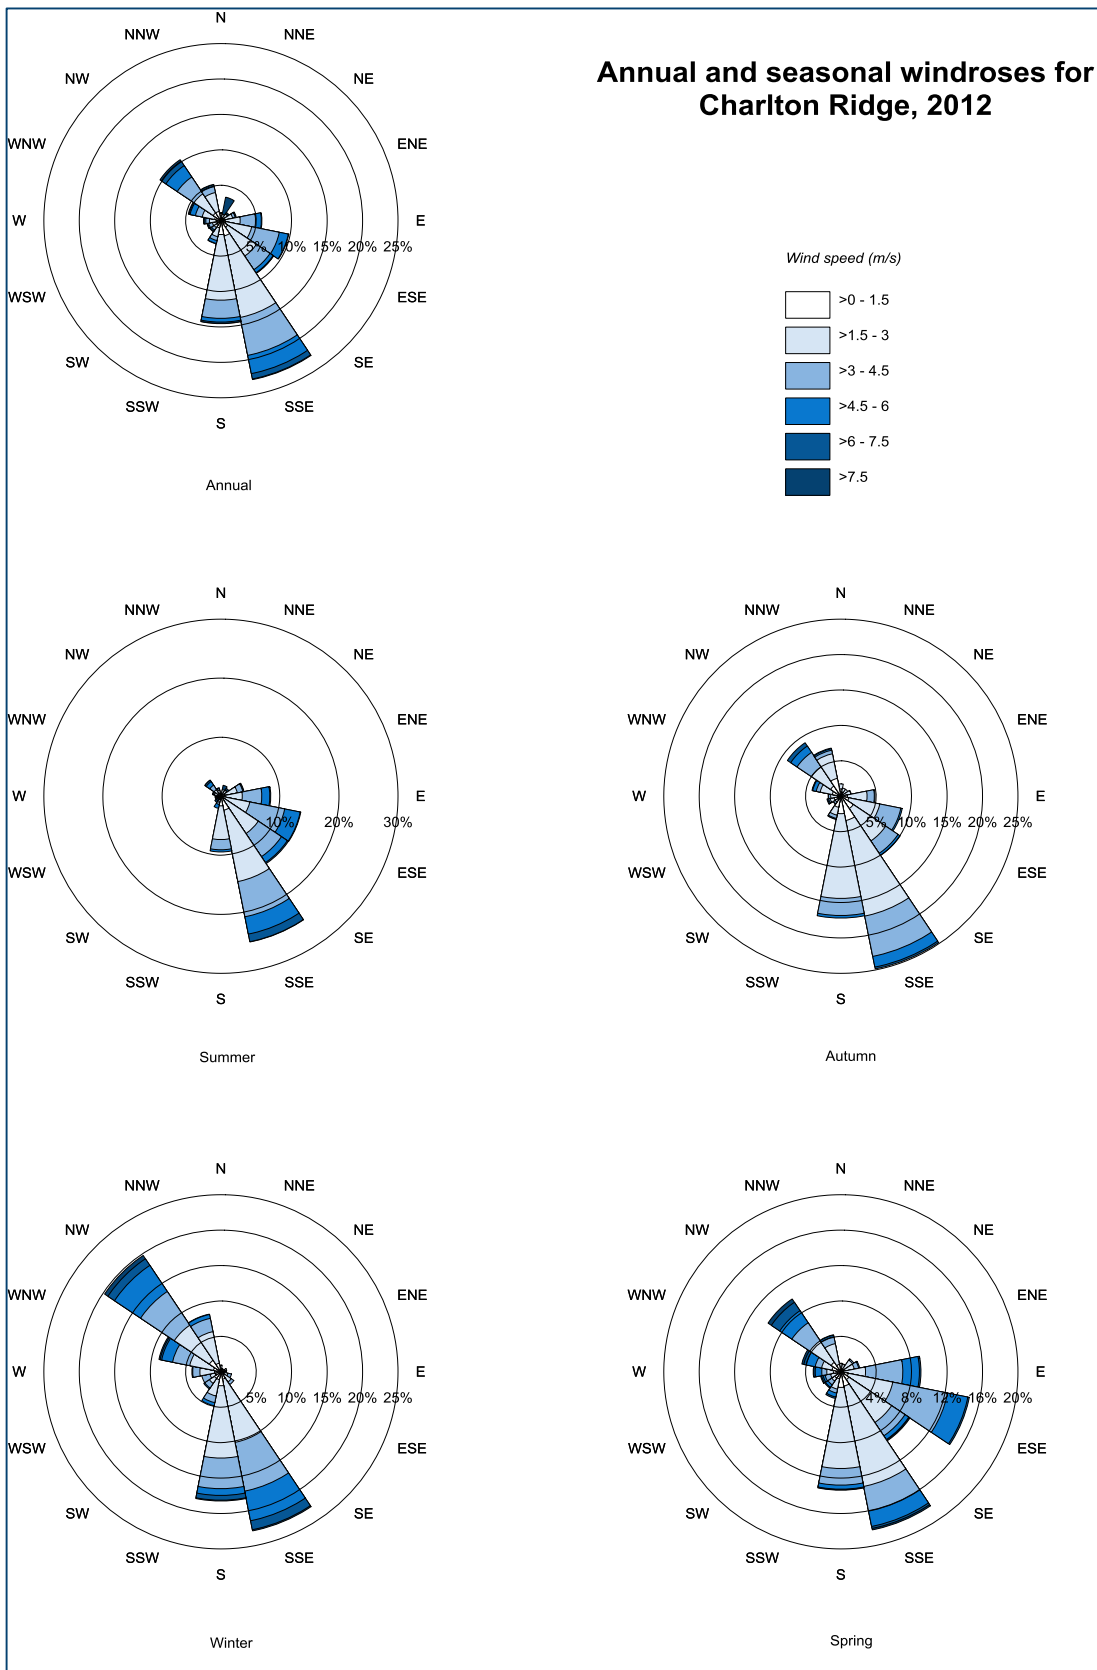 Annual and seasonal windroses for
Charlton Ridge, 2012
N
NNW
NNE
NW
NE
WNW
ENE
W
E
5% 10% 15% 20% 25%
WSW
ESE
SW
SE
SSW
SSE
S
Annual
Wind speed (m/s)
>0 - 1.5
>1.5 - 3
>3 - 4.5
>4.5 - 6
>6 - 7.5
>7.5
N
NNW
NNE
NW
NE
WNW
ENE
W
E
10% 20% 30%
WSW
ESE
SW
SE
SSW
SSE
S
Summer
N
NNW
NNE
NW
NE
WNW
ENE
W
E
5% 10% 15% 20% 25%
WSW
ESE
SW
SE
SSW
SSE
S
Autumn
N
NNW
NNE
NW
NE
WNW
ENE
W
E
5% 10% 15% 20% 25%
WSW
ESE
SW
SE
SSW
SSE
S
Winter
N
NNW
NNE
NW
NE
WNW
ENE
W
E
4% 8% 12% 16% 20%
WSW
ESE
SW
SE
SSW
SSE
S
Spring